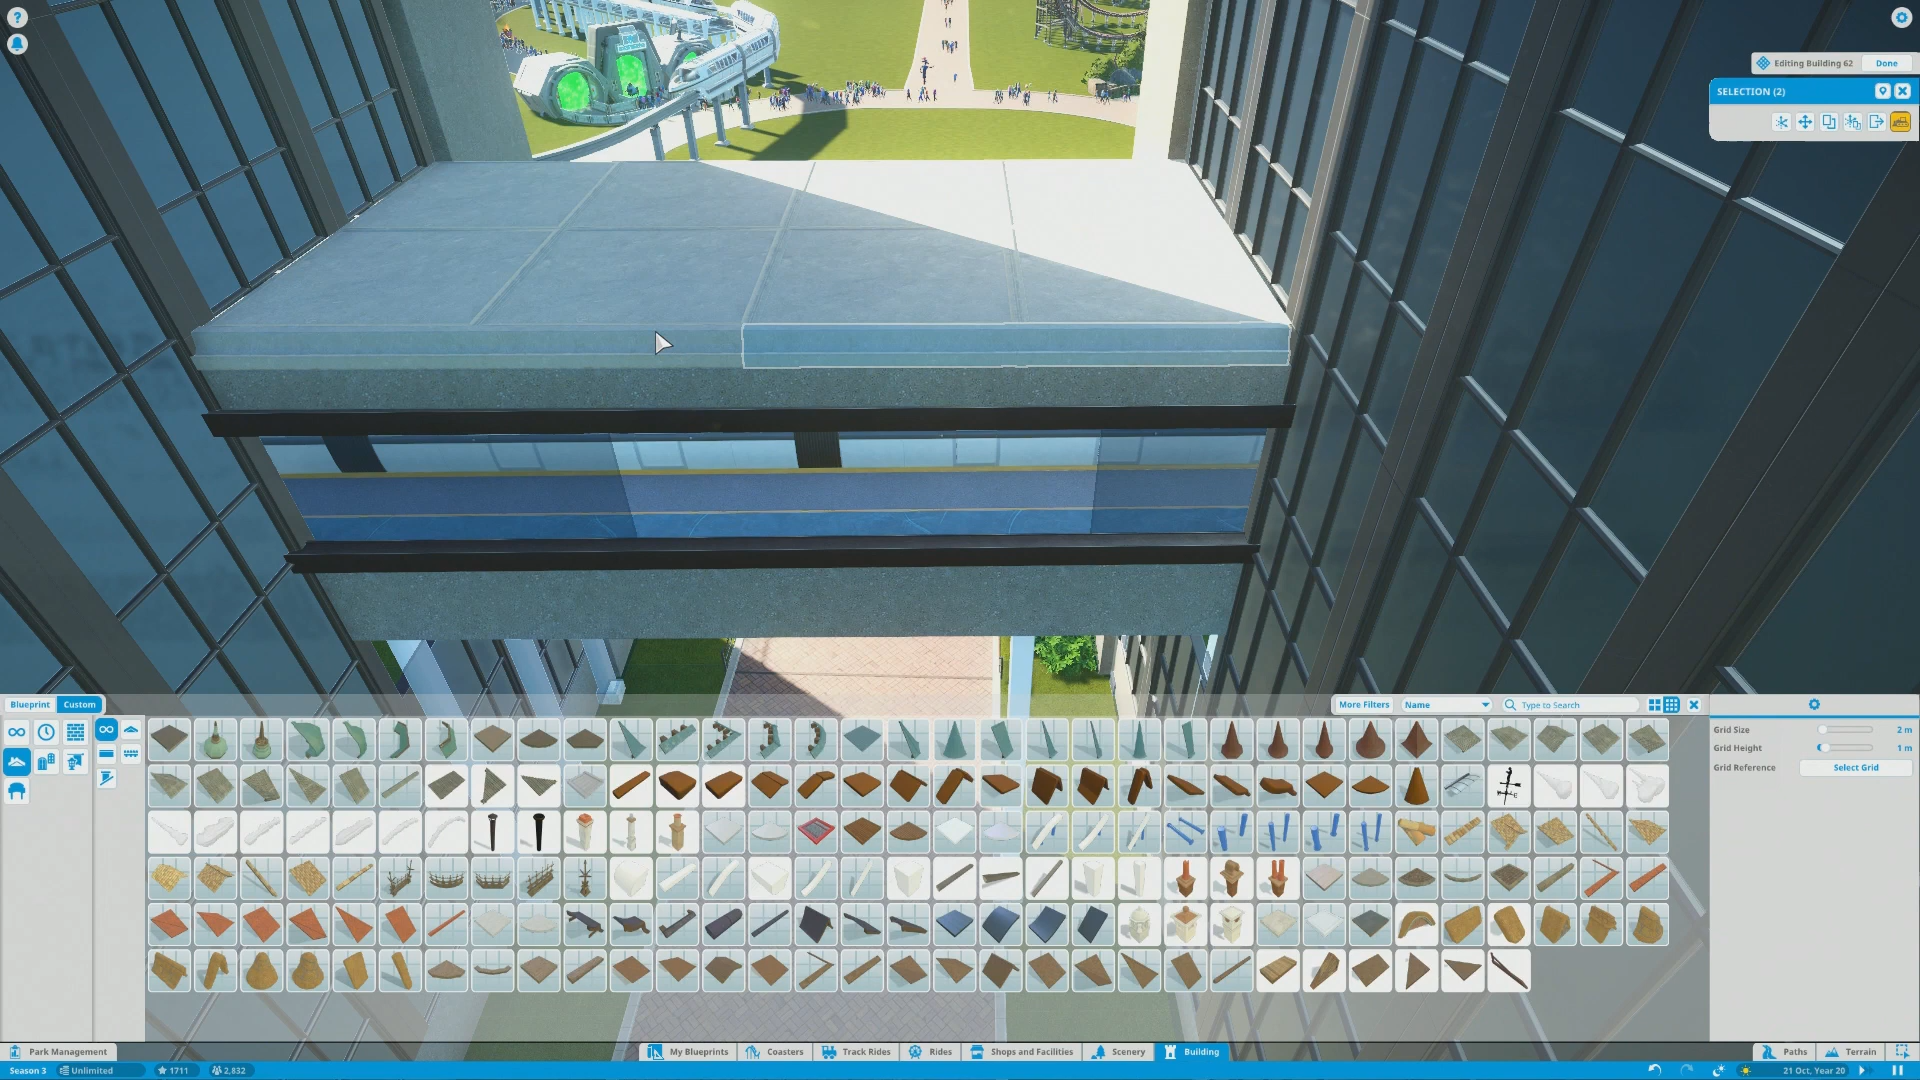 ?
Editing Building 62 Done
SELECTION (2)
Blueprint Custom
More Filters Name Type to Search
Grid Size 2 m
Grid Height 1 m
Grid Reference Select Grid
Park Management
My Blueprints Coasters Track Rides Rides Shops and Facilities Scenery Building
Paths Terrain
Season 3 Unlimited 1711 2,832
21 Oct, Year 20